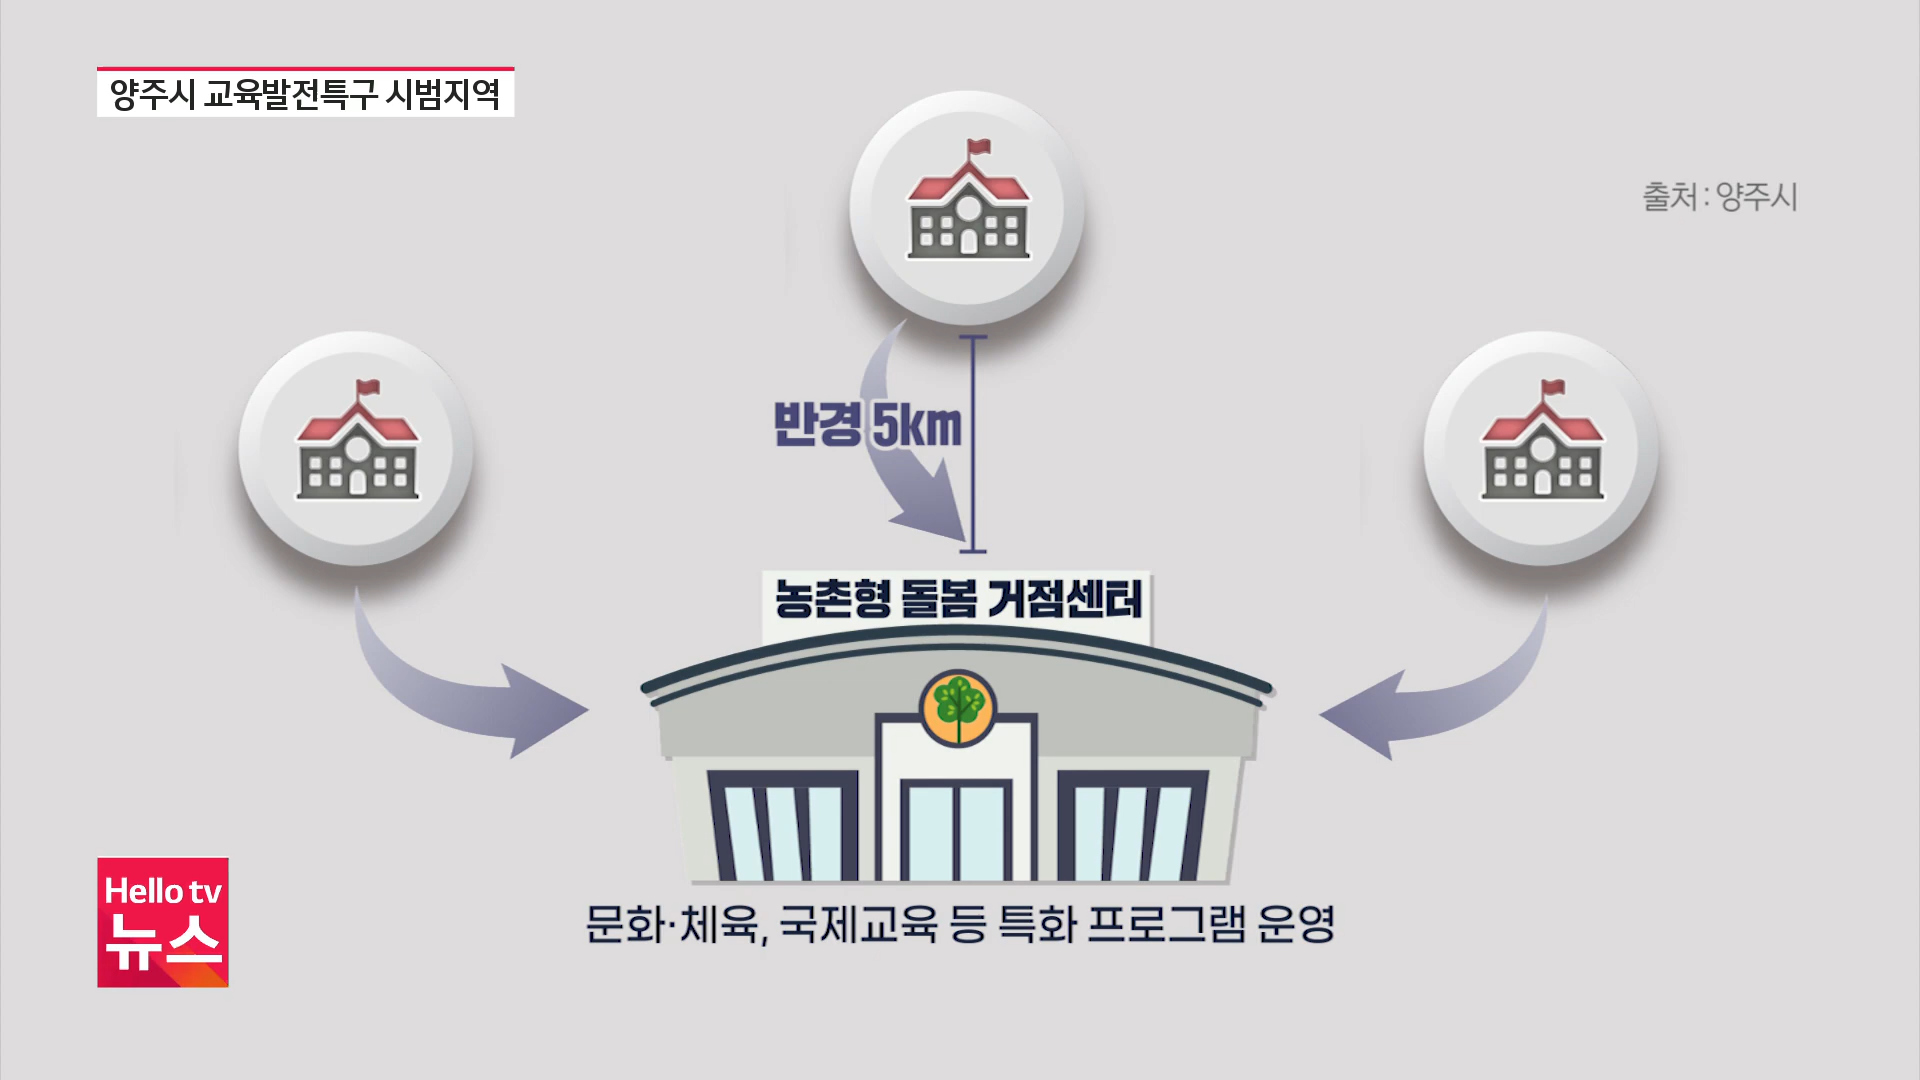 양주시 교육발전특구 시범지역
출처 : 양주시
반경 5km
농촌형 돌봄 거점센터
문화·체육, 국제교육 등 특화 프로그램 운영
Hello tv
뉴스